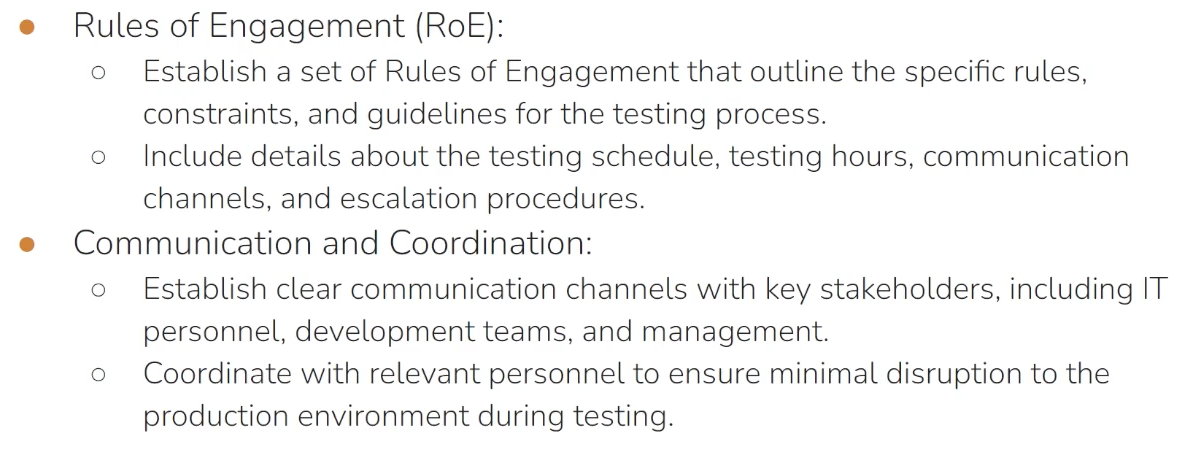 ● Rules of Engagement (RoE):
○ Establish a set of Rules of Engagement that outline the specific rules,
constraints, and guidelines for the testing process.
○ Include details about the testing schedule, testing hours, communication
channels, and escalation procedures.
● Communication and Coordination:
○ Establish clear communication channels with key stakeholders, including IT
personnel, development teams, and management.
○ Coordinate with relevant personnel to ensure minimal disruption to the
production environment during testing.